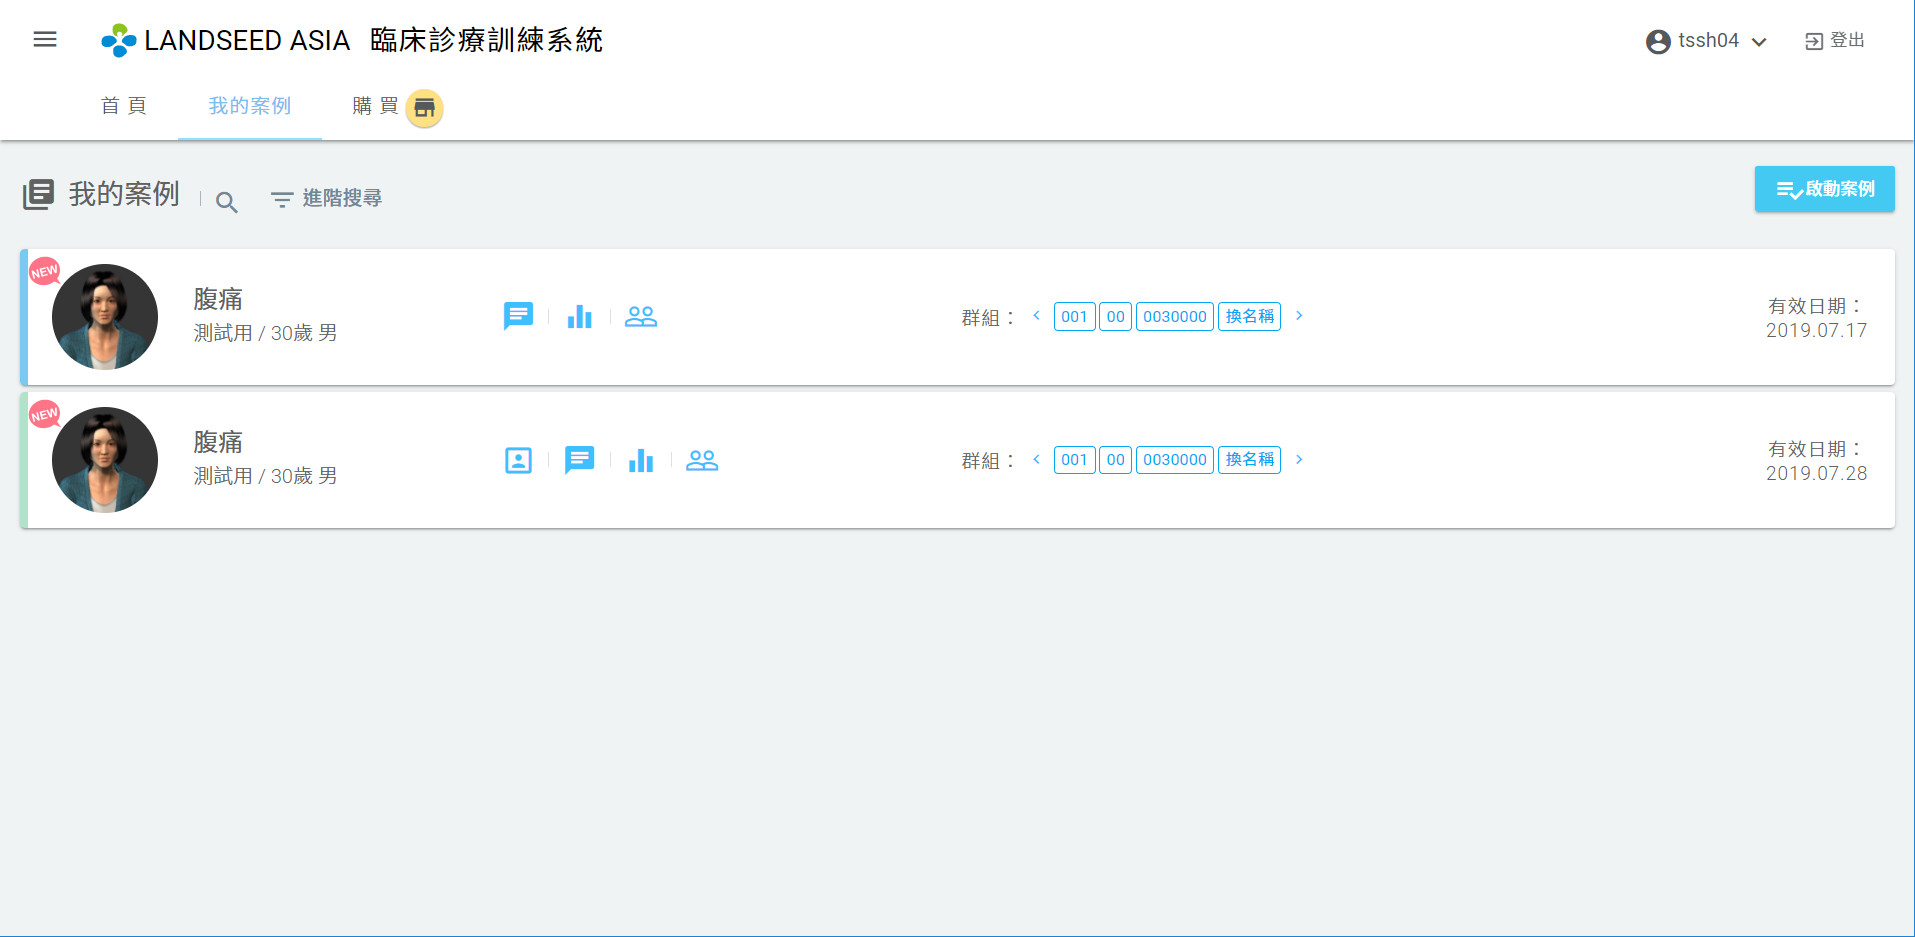 LANDSEED ASIA 臨床診療訓練系統
tssh04 登出
首 頁 我的案例 購 買
我的案例 進階搜尋 啟動案例
NEW
腹痛
測試用 / 30歲 男
群組： 001 00 0030000 換名稱
有效日期：
2019.07.17
NEW
腹痛
測試用 / 30歲 男
群組： 001 00 0030000 換名稱
有效日期：
2019.07.28